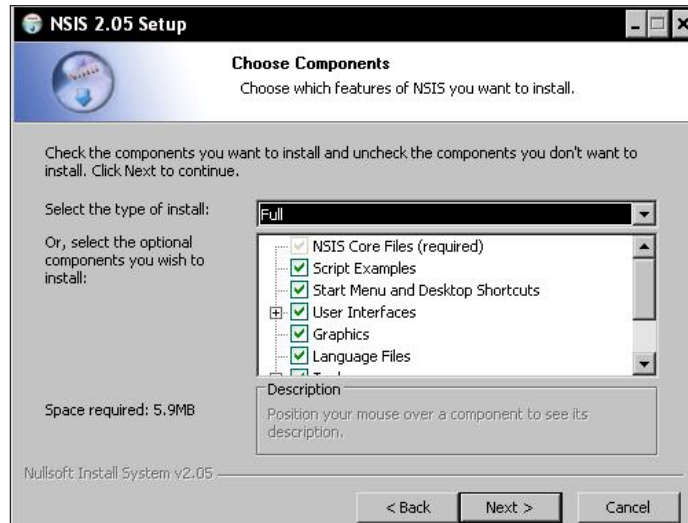 NSIS 2.05 Setup
Choose Components
Choose which features of NSIS you want to install.
Check the components you want to install and uncheck the components you don't want to
install. Click Next to continue.
Select the type of install:
Full
Or, select the optional
components you wish to
install:
NSIS Core Files (required)
Script Examples
Start Menu and Desktop Shortcuts
User Interfaces
Graphics
Language Files
Space required: 5.9MB
Description
Position your mouse over a component to see its
description.
Nullsoft Install System v2.05
< Back
Next >
Cancel